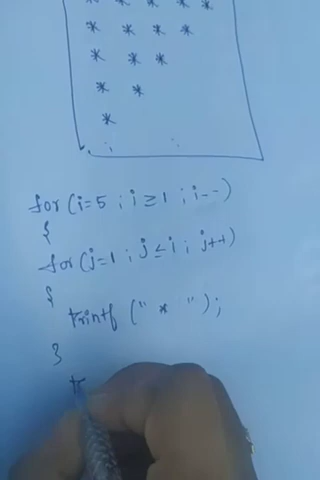 * * * * *
* * * *
* * *
* *
*
for(i=5 ; i≥1 ; i--)
{
for(j=1 ; j≤i ; j++)
{
printf (" * ");
}